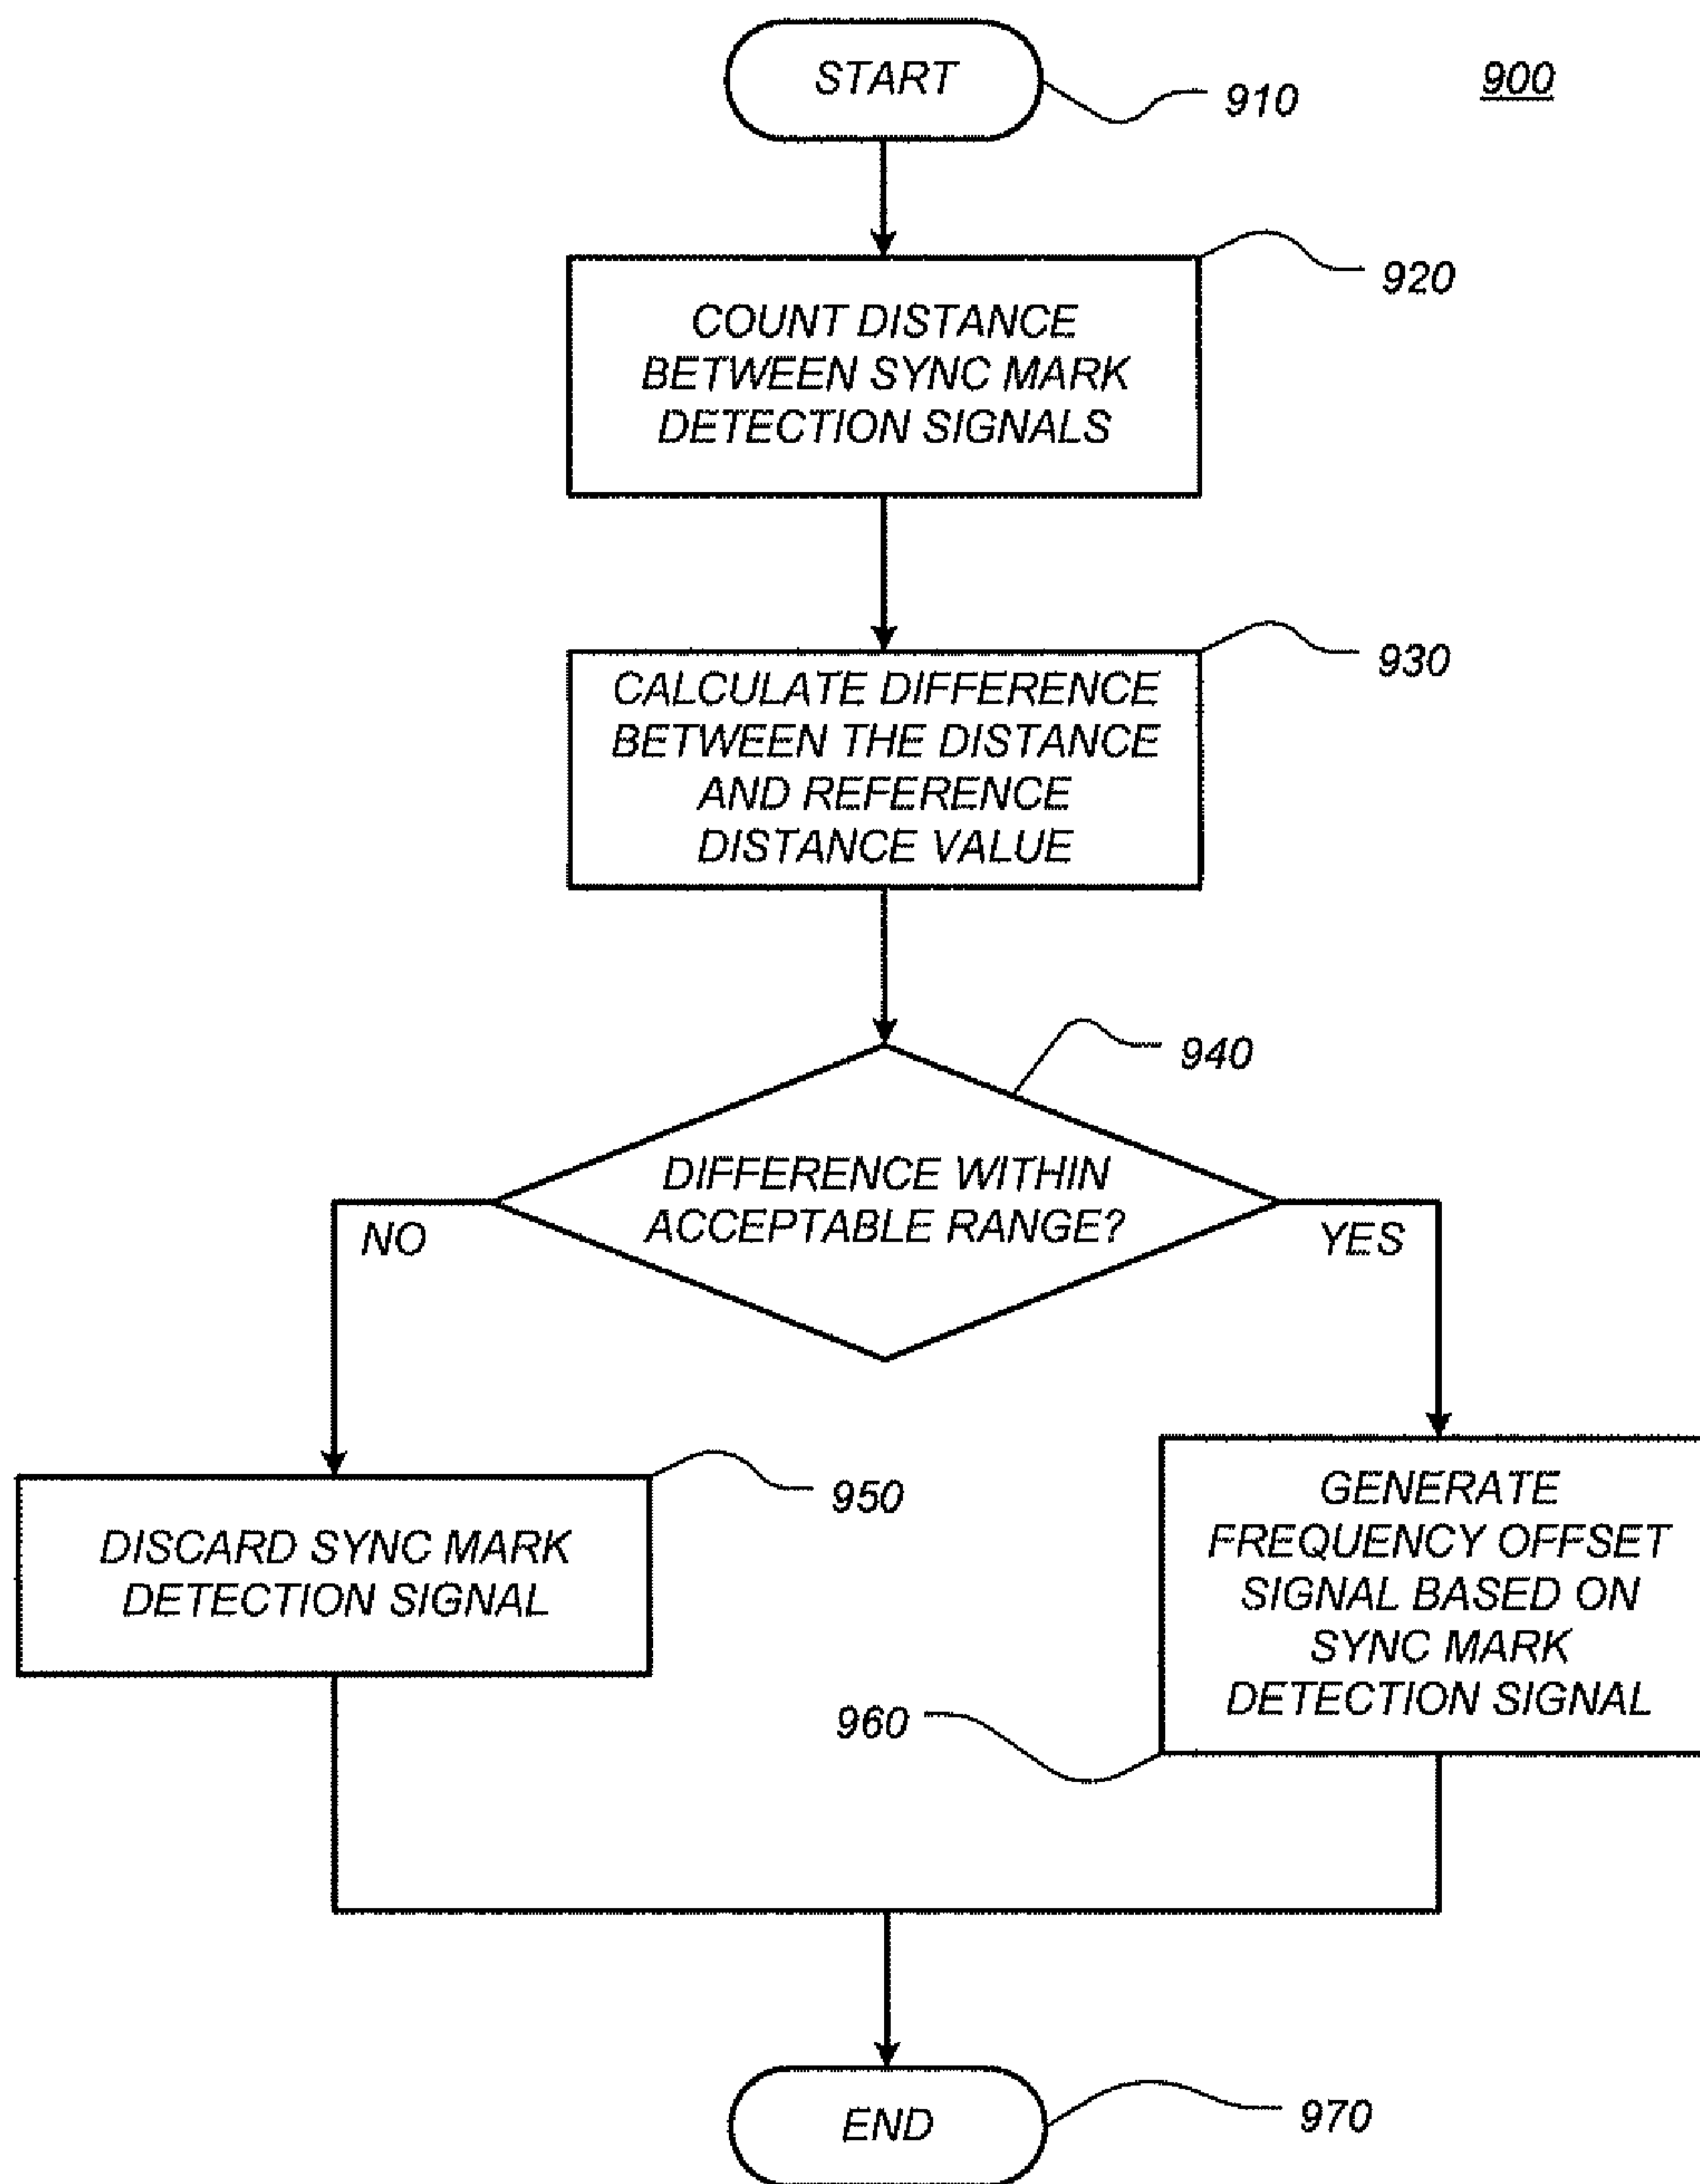 START
910
900
920
COUNT DISTANCE
BETWEEN SYNC MARK
DETECTION SIGNALS
930
CALCULATE DIFFERENCE
BETWEEN THE DISTANCE
AND REFERENCE
DISTANCE VALUE
940
DIFFERENCE WITHIN
ACCEPTABLE RANGE?
NO
YES
950
DISCARD SYNC MARK
DETECTION SIGNAL
GENERATE
FREQUENCY OFFSET
SIGNAL BASED ON
SYNC MARK
DETECTION SIGNAL
960
END
970